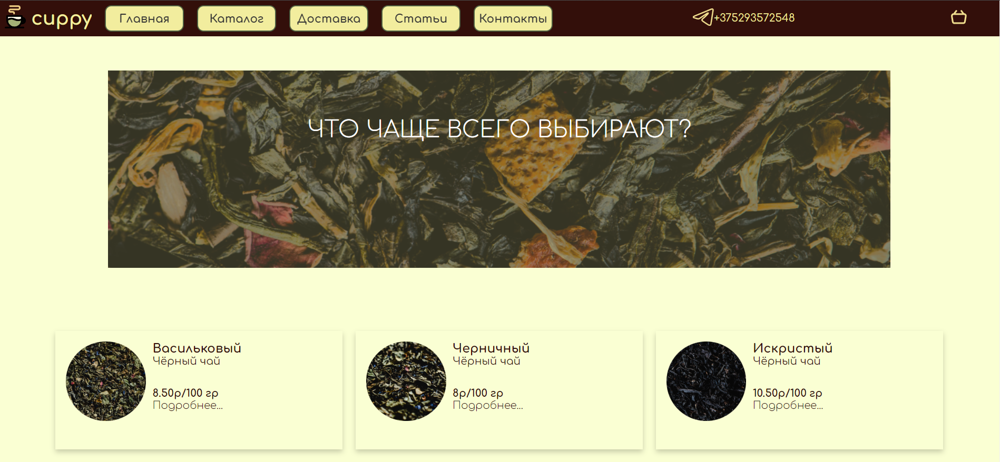 cuppy Главная Каталог Доставка Статьи Контакты +375293572548
ЧТО ЧАЩЕ ВСЕГО ВЫБИРАЮТ?
Васильковый
Чёрный чай
8.50р/100 гр
Подробнее...
Черничный
Чёрный чай
8р/100 гр
Подробнее...
Искристый
Чёрный чай
10.50р/100 гр
Подробнее...